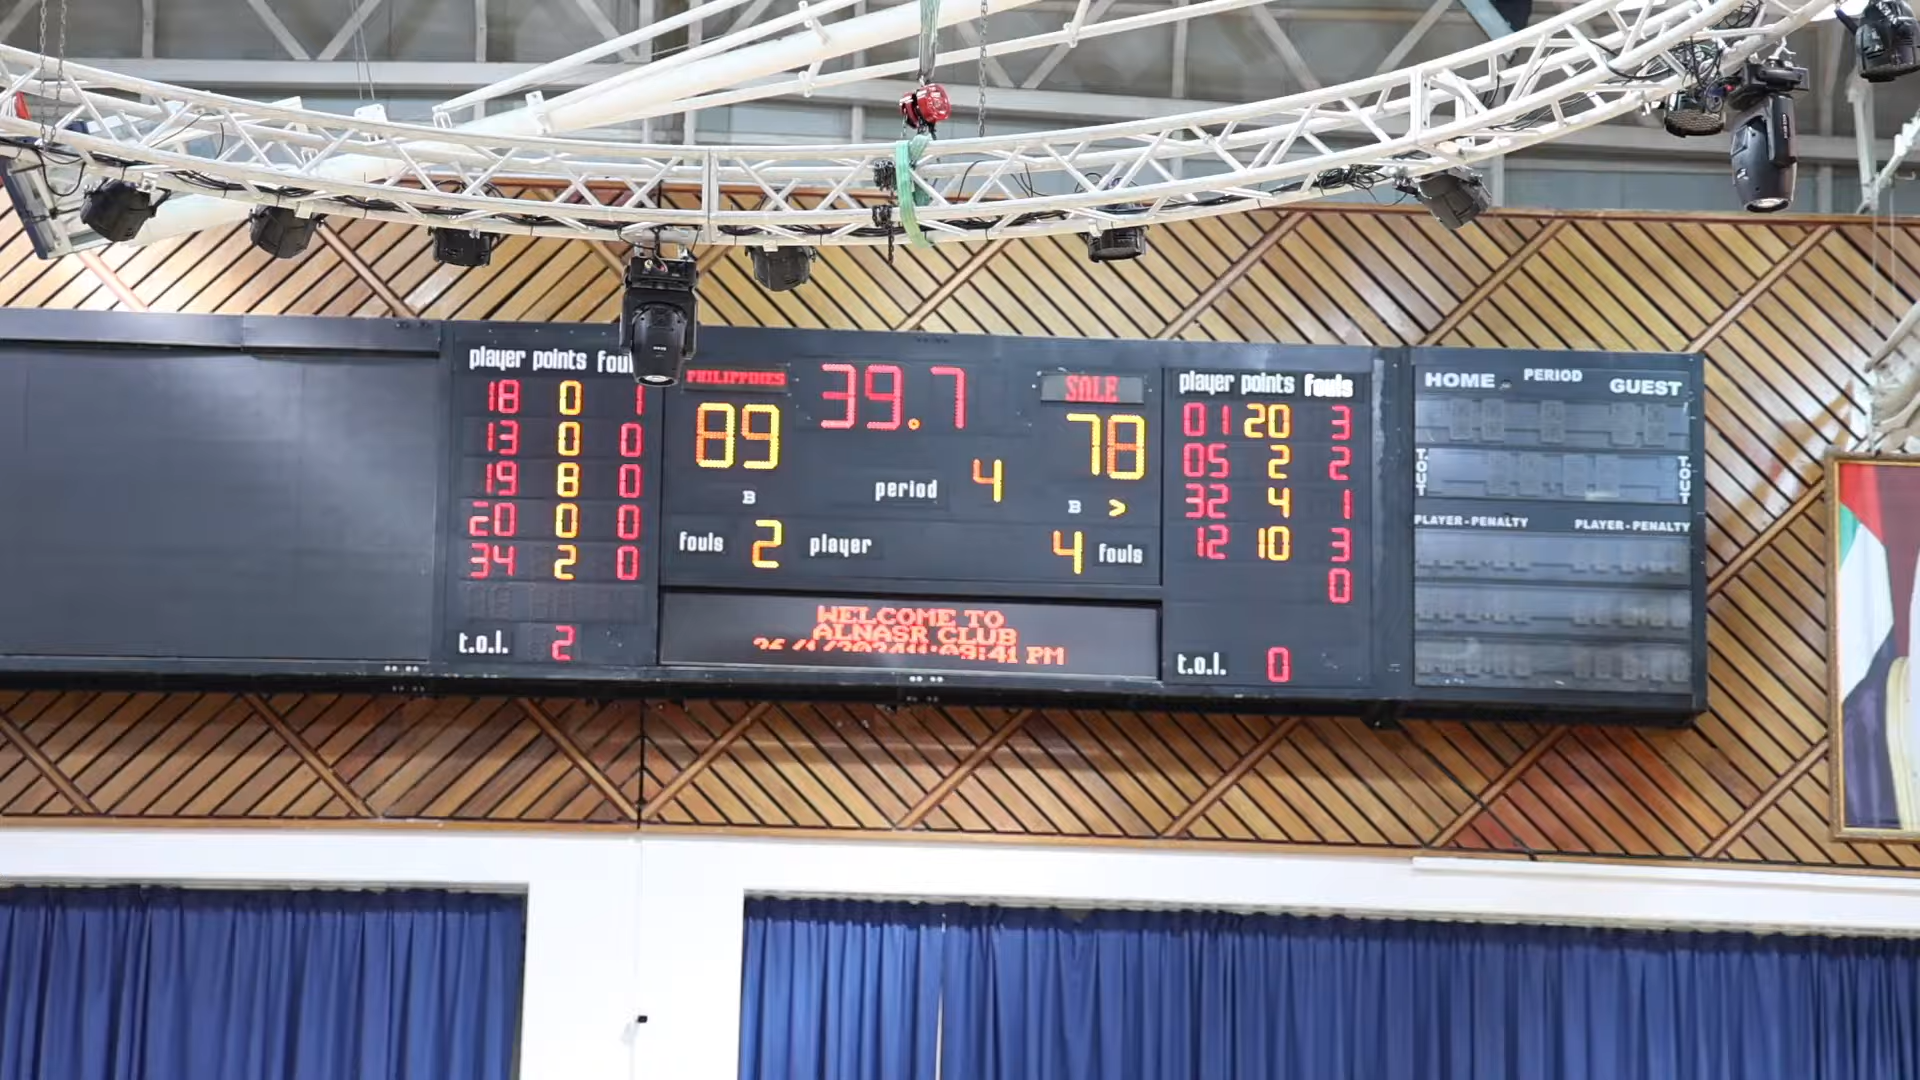 player points
18 0 1
13 0 0
19 8 0
20 0 0
34 2 0
t.o.l. 2
PHILIPPINES 39.7 SALE
89 78
period 4
B B >
fouls 2 player 4 fouls
WELCOME TO
ALNASR CLUB
:41 PM
player points fouls
01 20 3
05 2 2
32 4 1
12 10 3
0
t.o.l. 0
HOME PERIOD GUEST
T.OUT T.OUT
PLAYER-PENALTY PLAYER-PENALTY